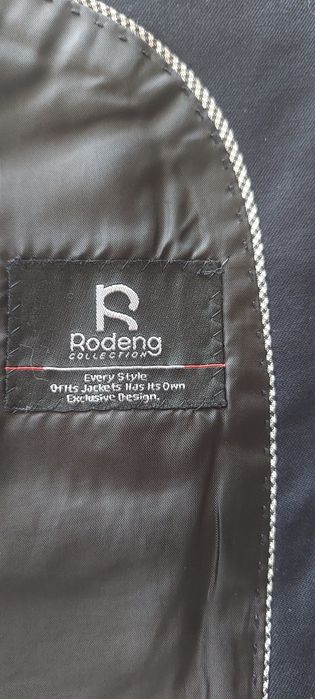 R
Rodeng
COLLECTION
Every Style
Of Its Jackets Has Its Own
Exclusive Design.